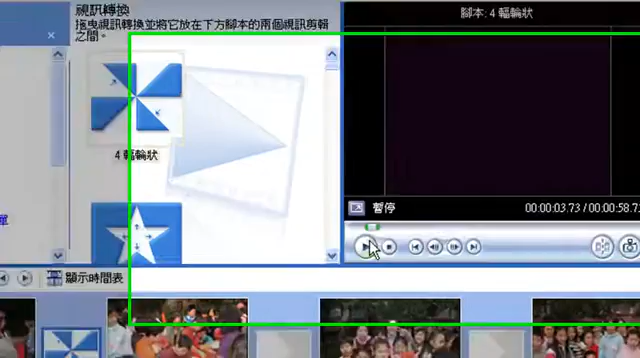 視訊轉換
拖曳視訊轉換並將它放在下方腳本的兩個視訊剪輯
之間。
腳本: 4 輻輪狀
4 輻輪狀
暫停
00:00:03.73 / 00:00:58.7
單
顯示時間表